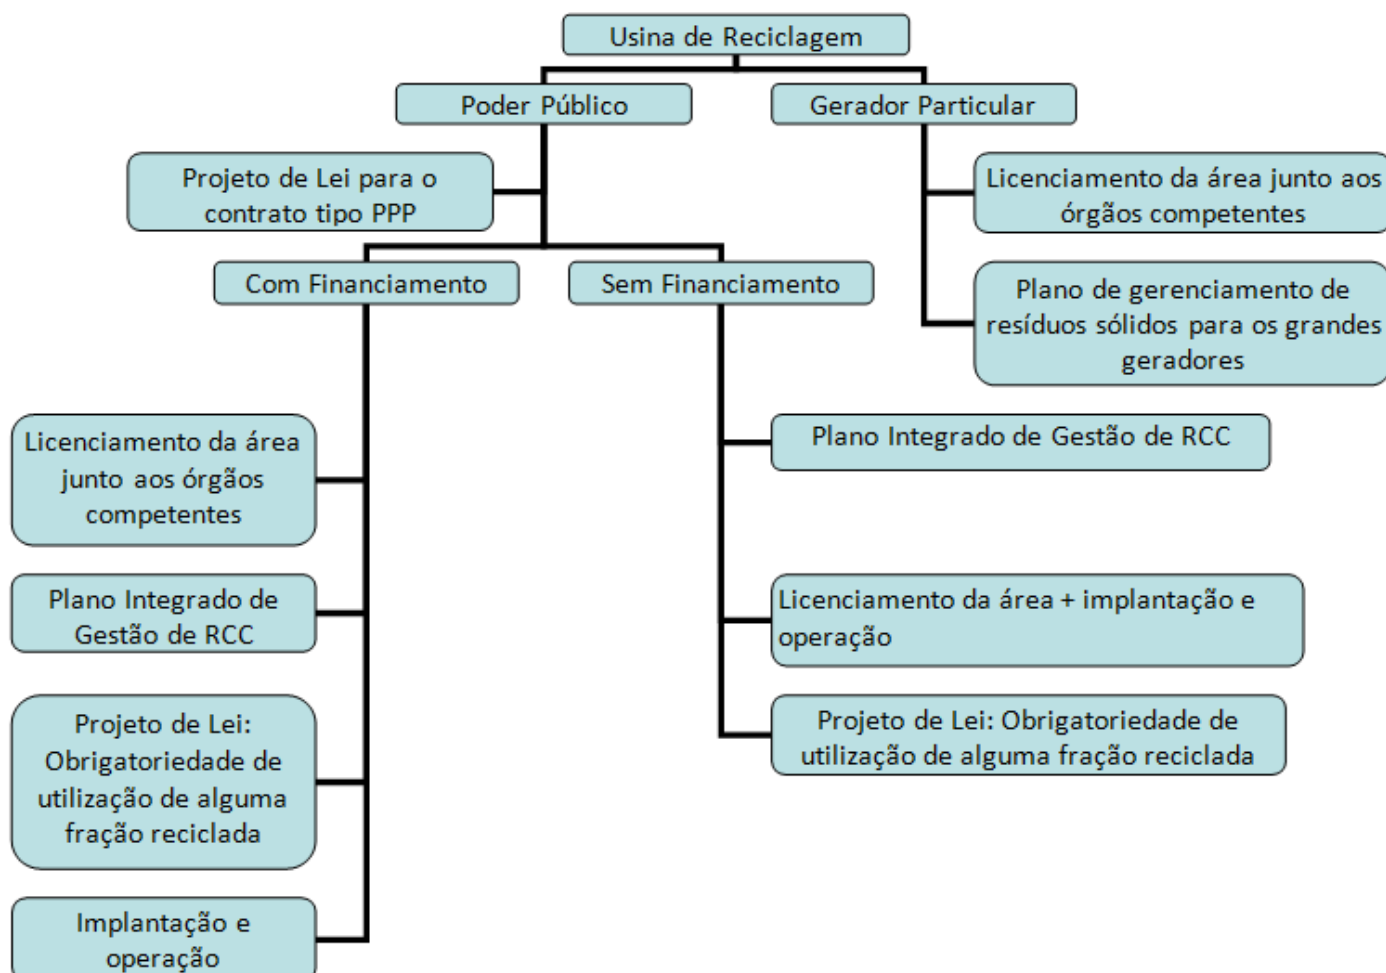 Usina de Reciclagem
Poder Público
Gerador Particular
Projeto de Lei para o
contrato tipo PPP
Licenciamento da área junto aos
órgãos competentes
Com Financiamento
Sem Financiamento
Plano de gerenciamento de
resíduos sólidos para os grandes
geradores
Licenciamento da área
junto aos órgãos
competentes
Plano Integrado de Gestão de RCC
Plano Integrado de
Gestão de RCC
Licenciamento da área + implantação e
operação
Projeto de Lei:
Obrigatoriedade de
utilização de alguma
fração reciclada
Projeto de Lei: Obrigatoriedade de
utilização de alguma fração reciclada
Implantação e
operação